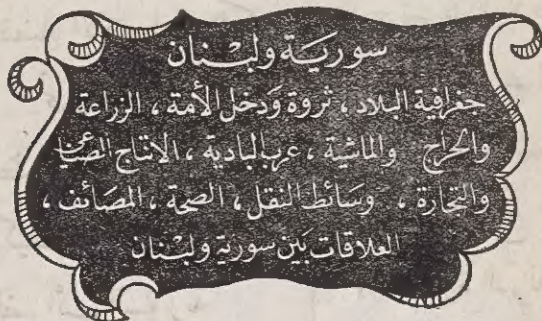 سورية ولبنان
جغرافية البلاد ، ثروة ودخل الأمة ، الزراعة
والحراج والماشية ، عرب البادية ، الانتاج الصناعي
والتجارة ، وسائط النقل ، الصحة ، المصائف ،
العلاقات بين سورية ولبنان